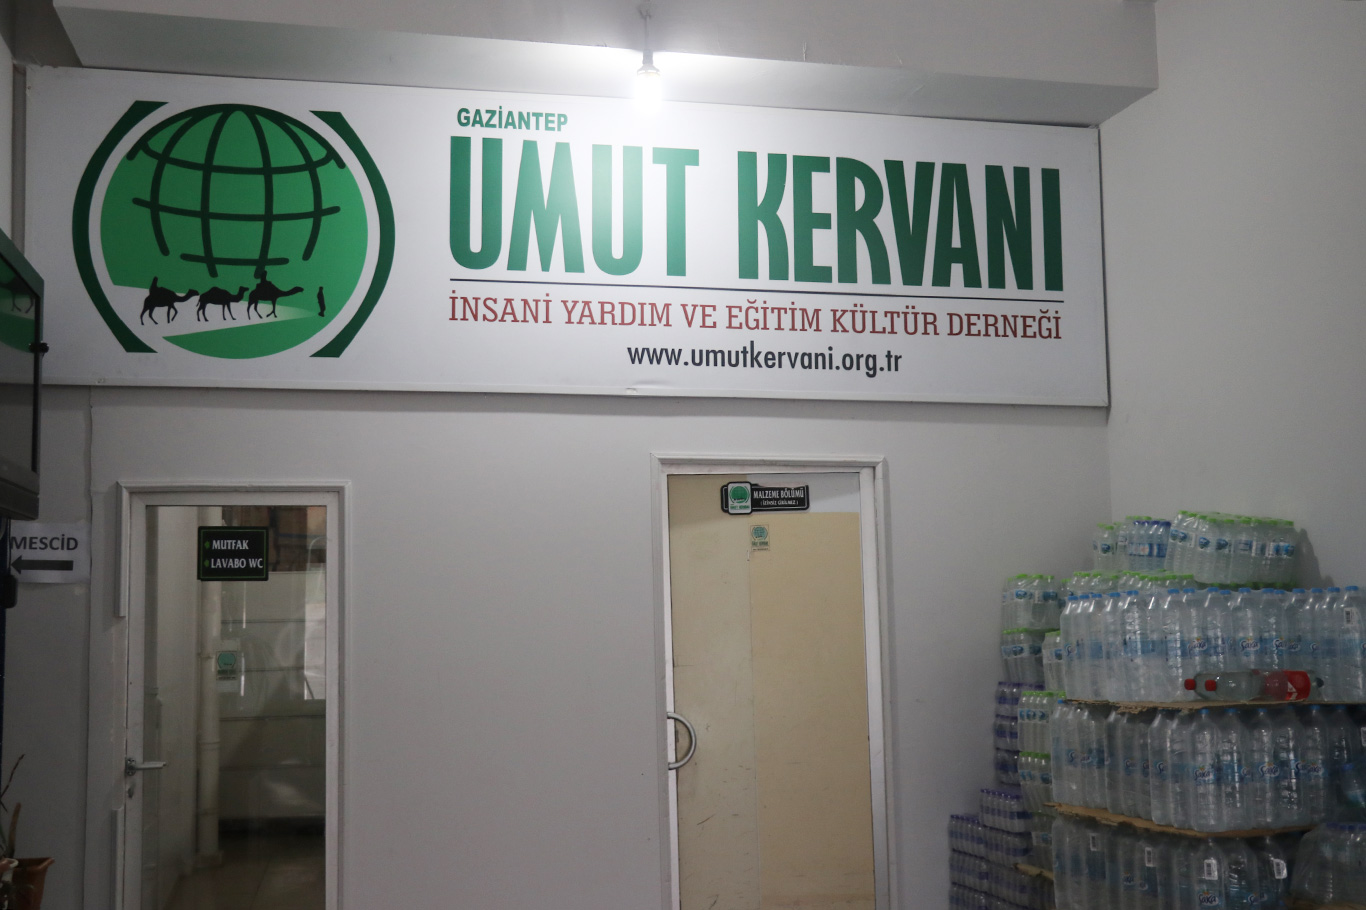 GAZİANTEP
UMUT KERVANI
İNSANİ YARDIM VE EĞİTİM KÜLTÜR DERNEĞİ
www.umutkervani.org.tr
MESCİD
MUTFAK
LAVABO WC
MALZEME BÖLÜMÜ